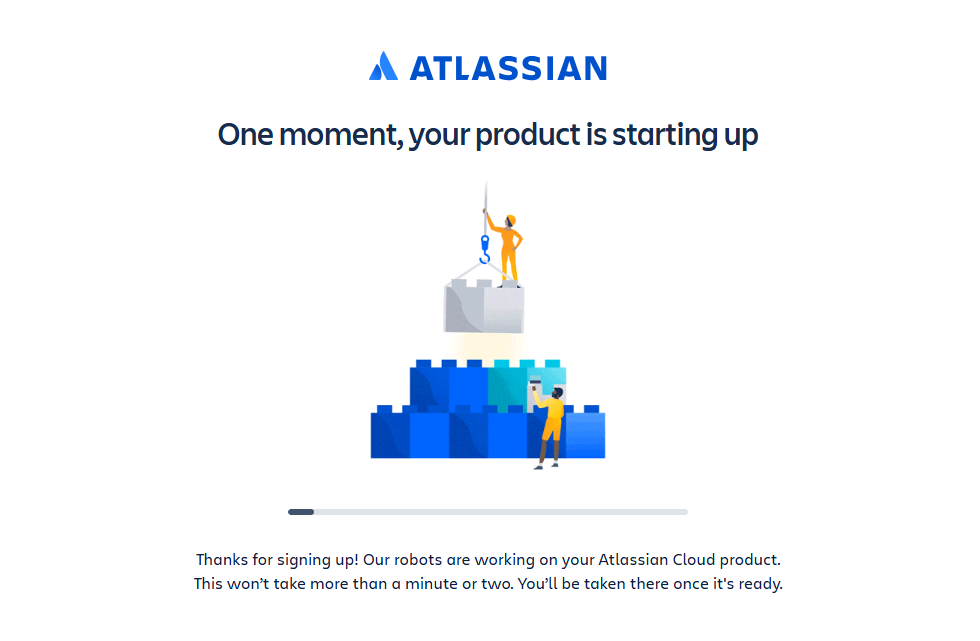 ATLASSIAN
One moment, your product is starting up
Thanks for signing up! Our robots are working on your Atlassian Cloud product.
This won’t take more than a minute or two. You’ll be taken there once it's ready.